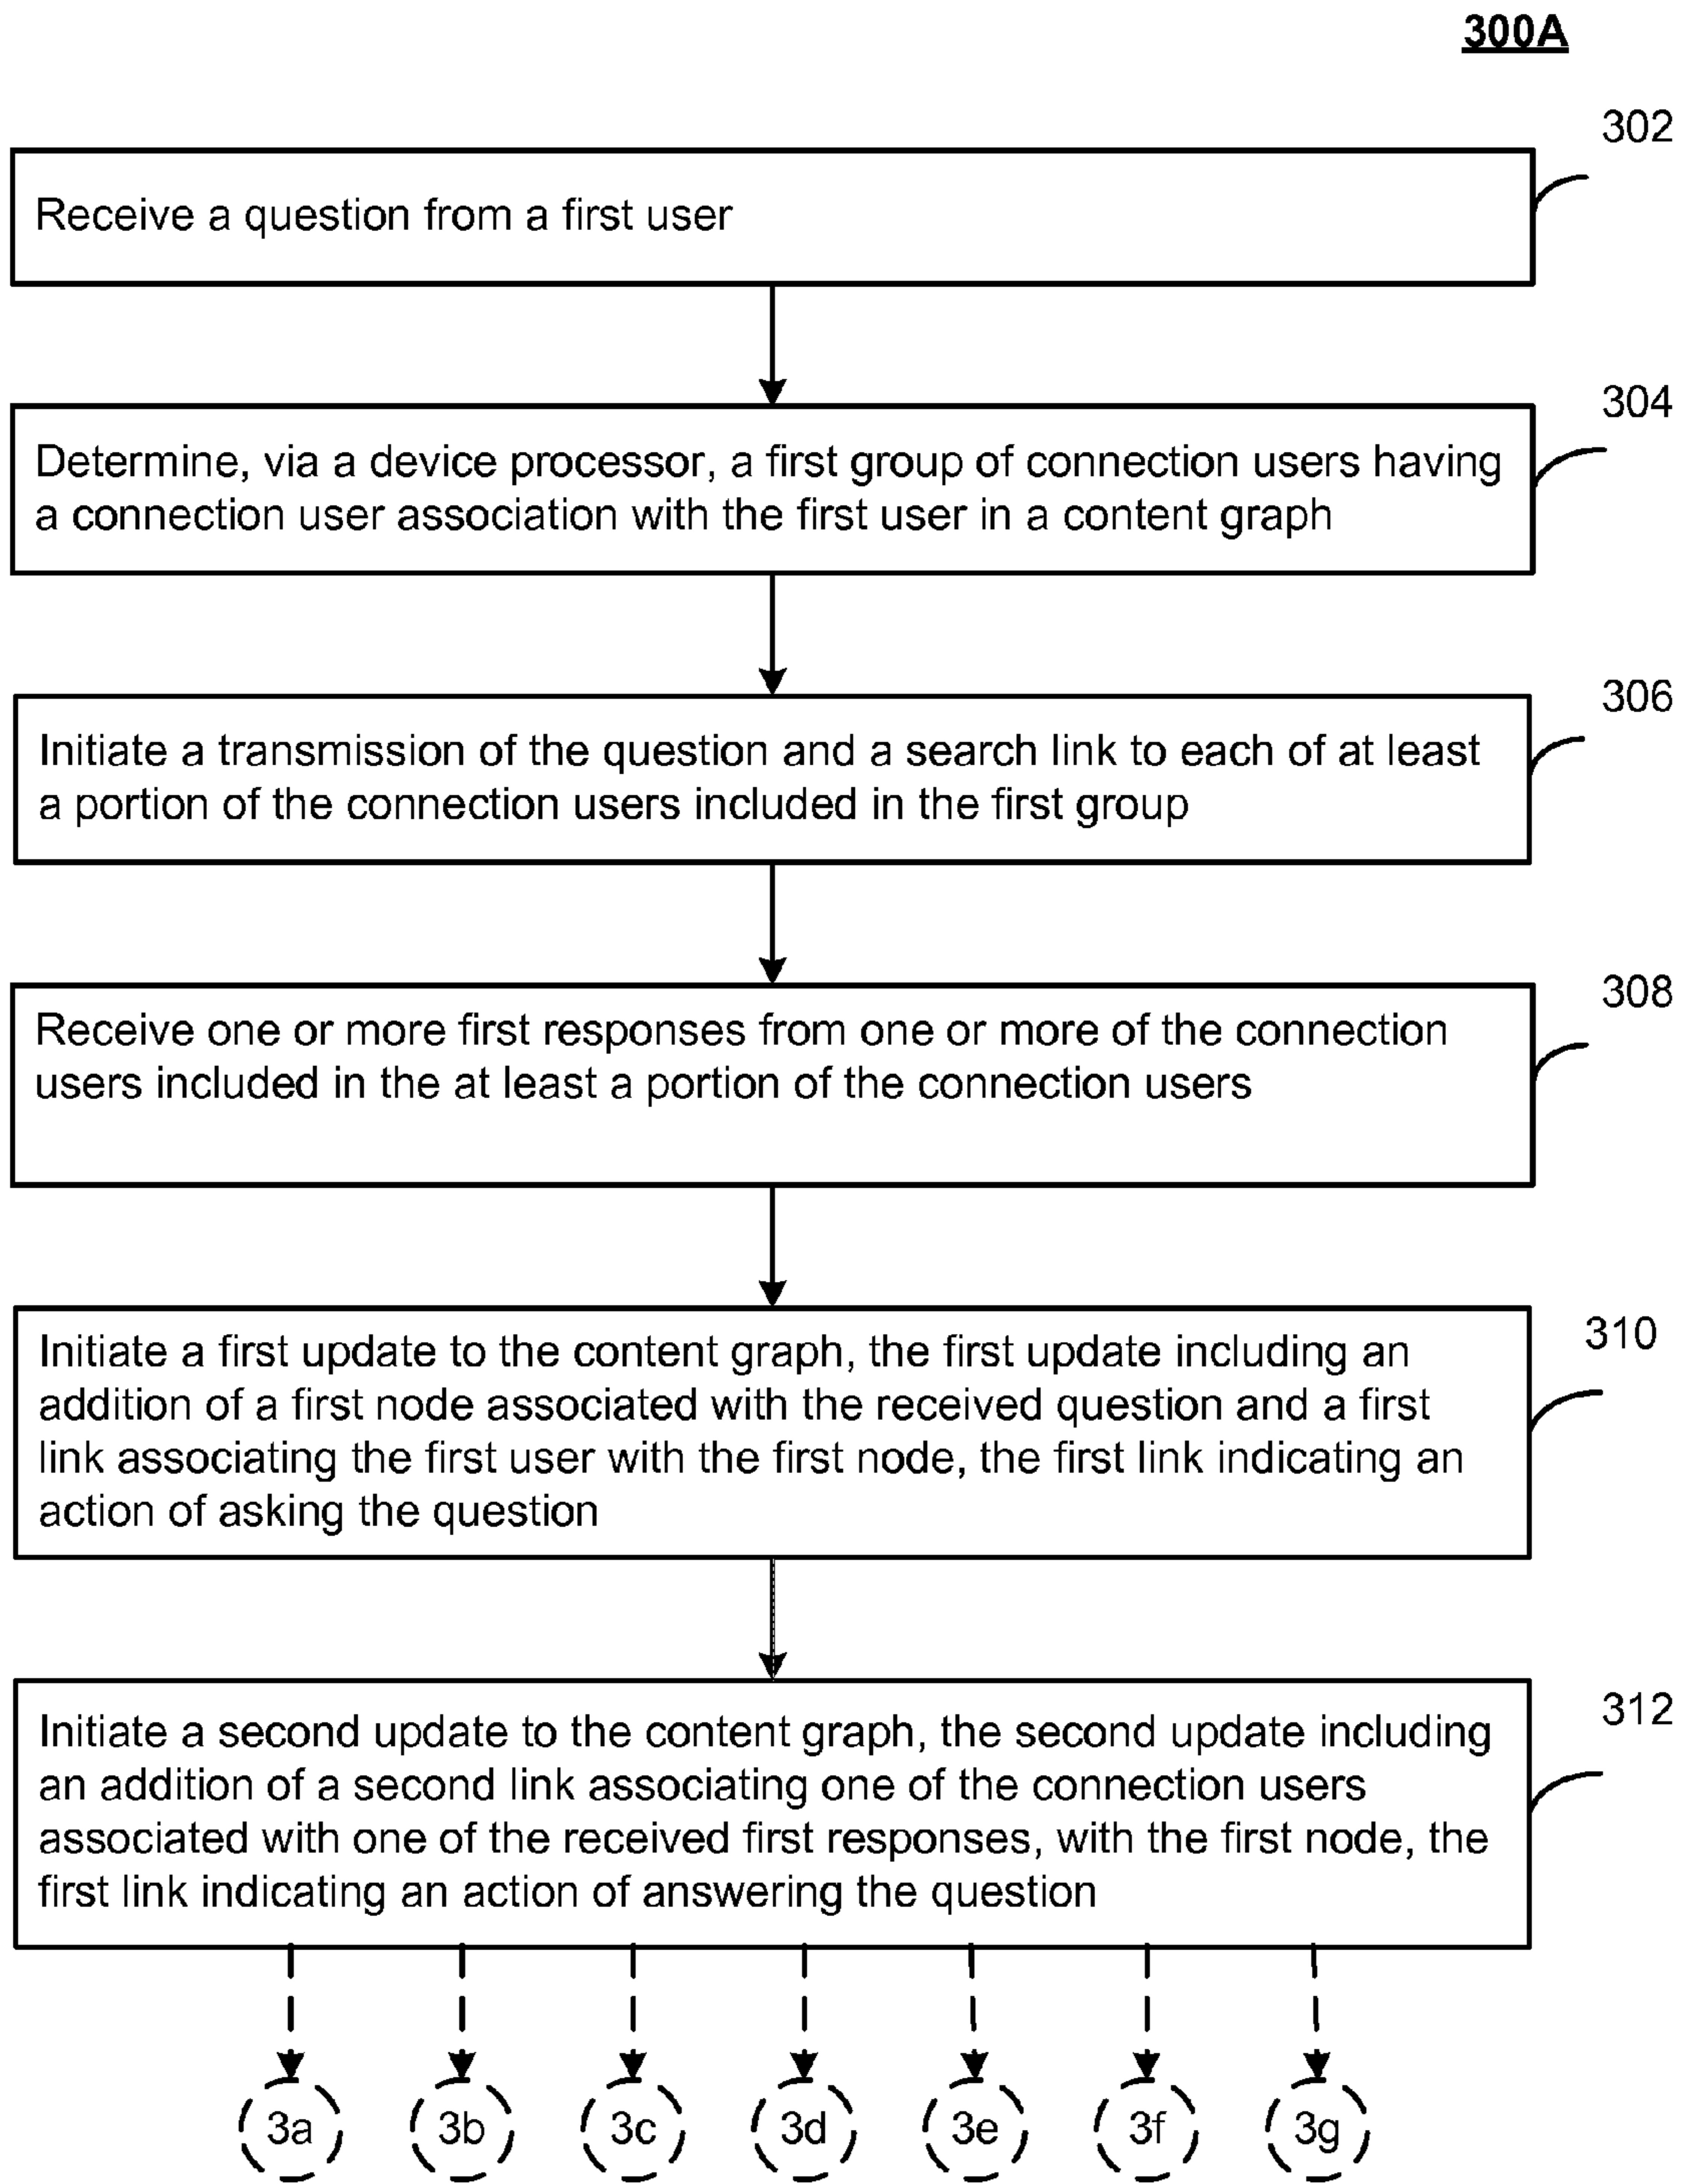 300A
302
Receive a question from a first user
304
Determine, via a device processor, a first group of connection users having
a connection user association with the first user in a content graph
306
Initiate a transmission of the question and a search link to each of at least
a portion of the connection users included in the first group
308
Receive one or more first responses from one or more of the connection
users included in the at least a portion of the connection users
310
Initiate a first update to the content graph, the first update including an
addition of a first node associated with the received question and a first
link associating the first user with the first node, the first link indicating an
action of asking the question
312
Initiate a second update to the content graph, the second update including
an addition of a second link associating one of the connection users
associated with one of the received first responses, with the first node, the
first link indicating an action of answering the question
3a 3b 3c 3d 3e 3f 3g